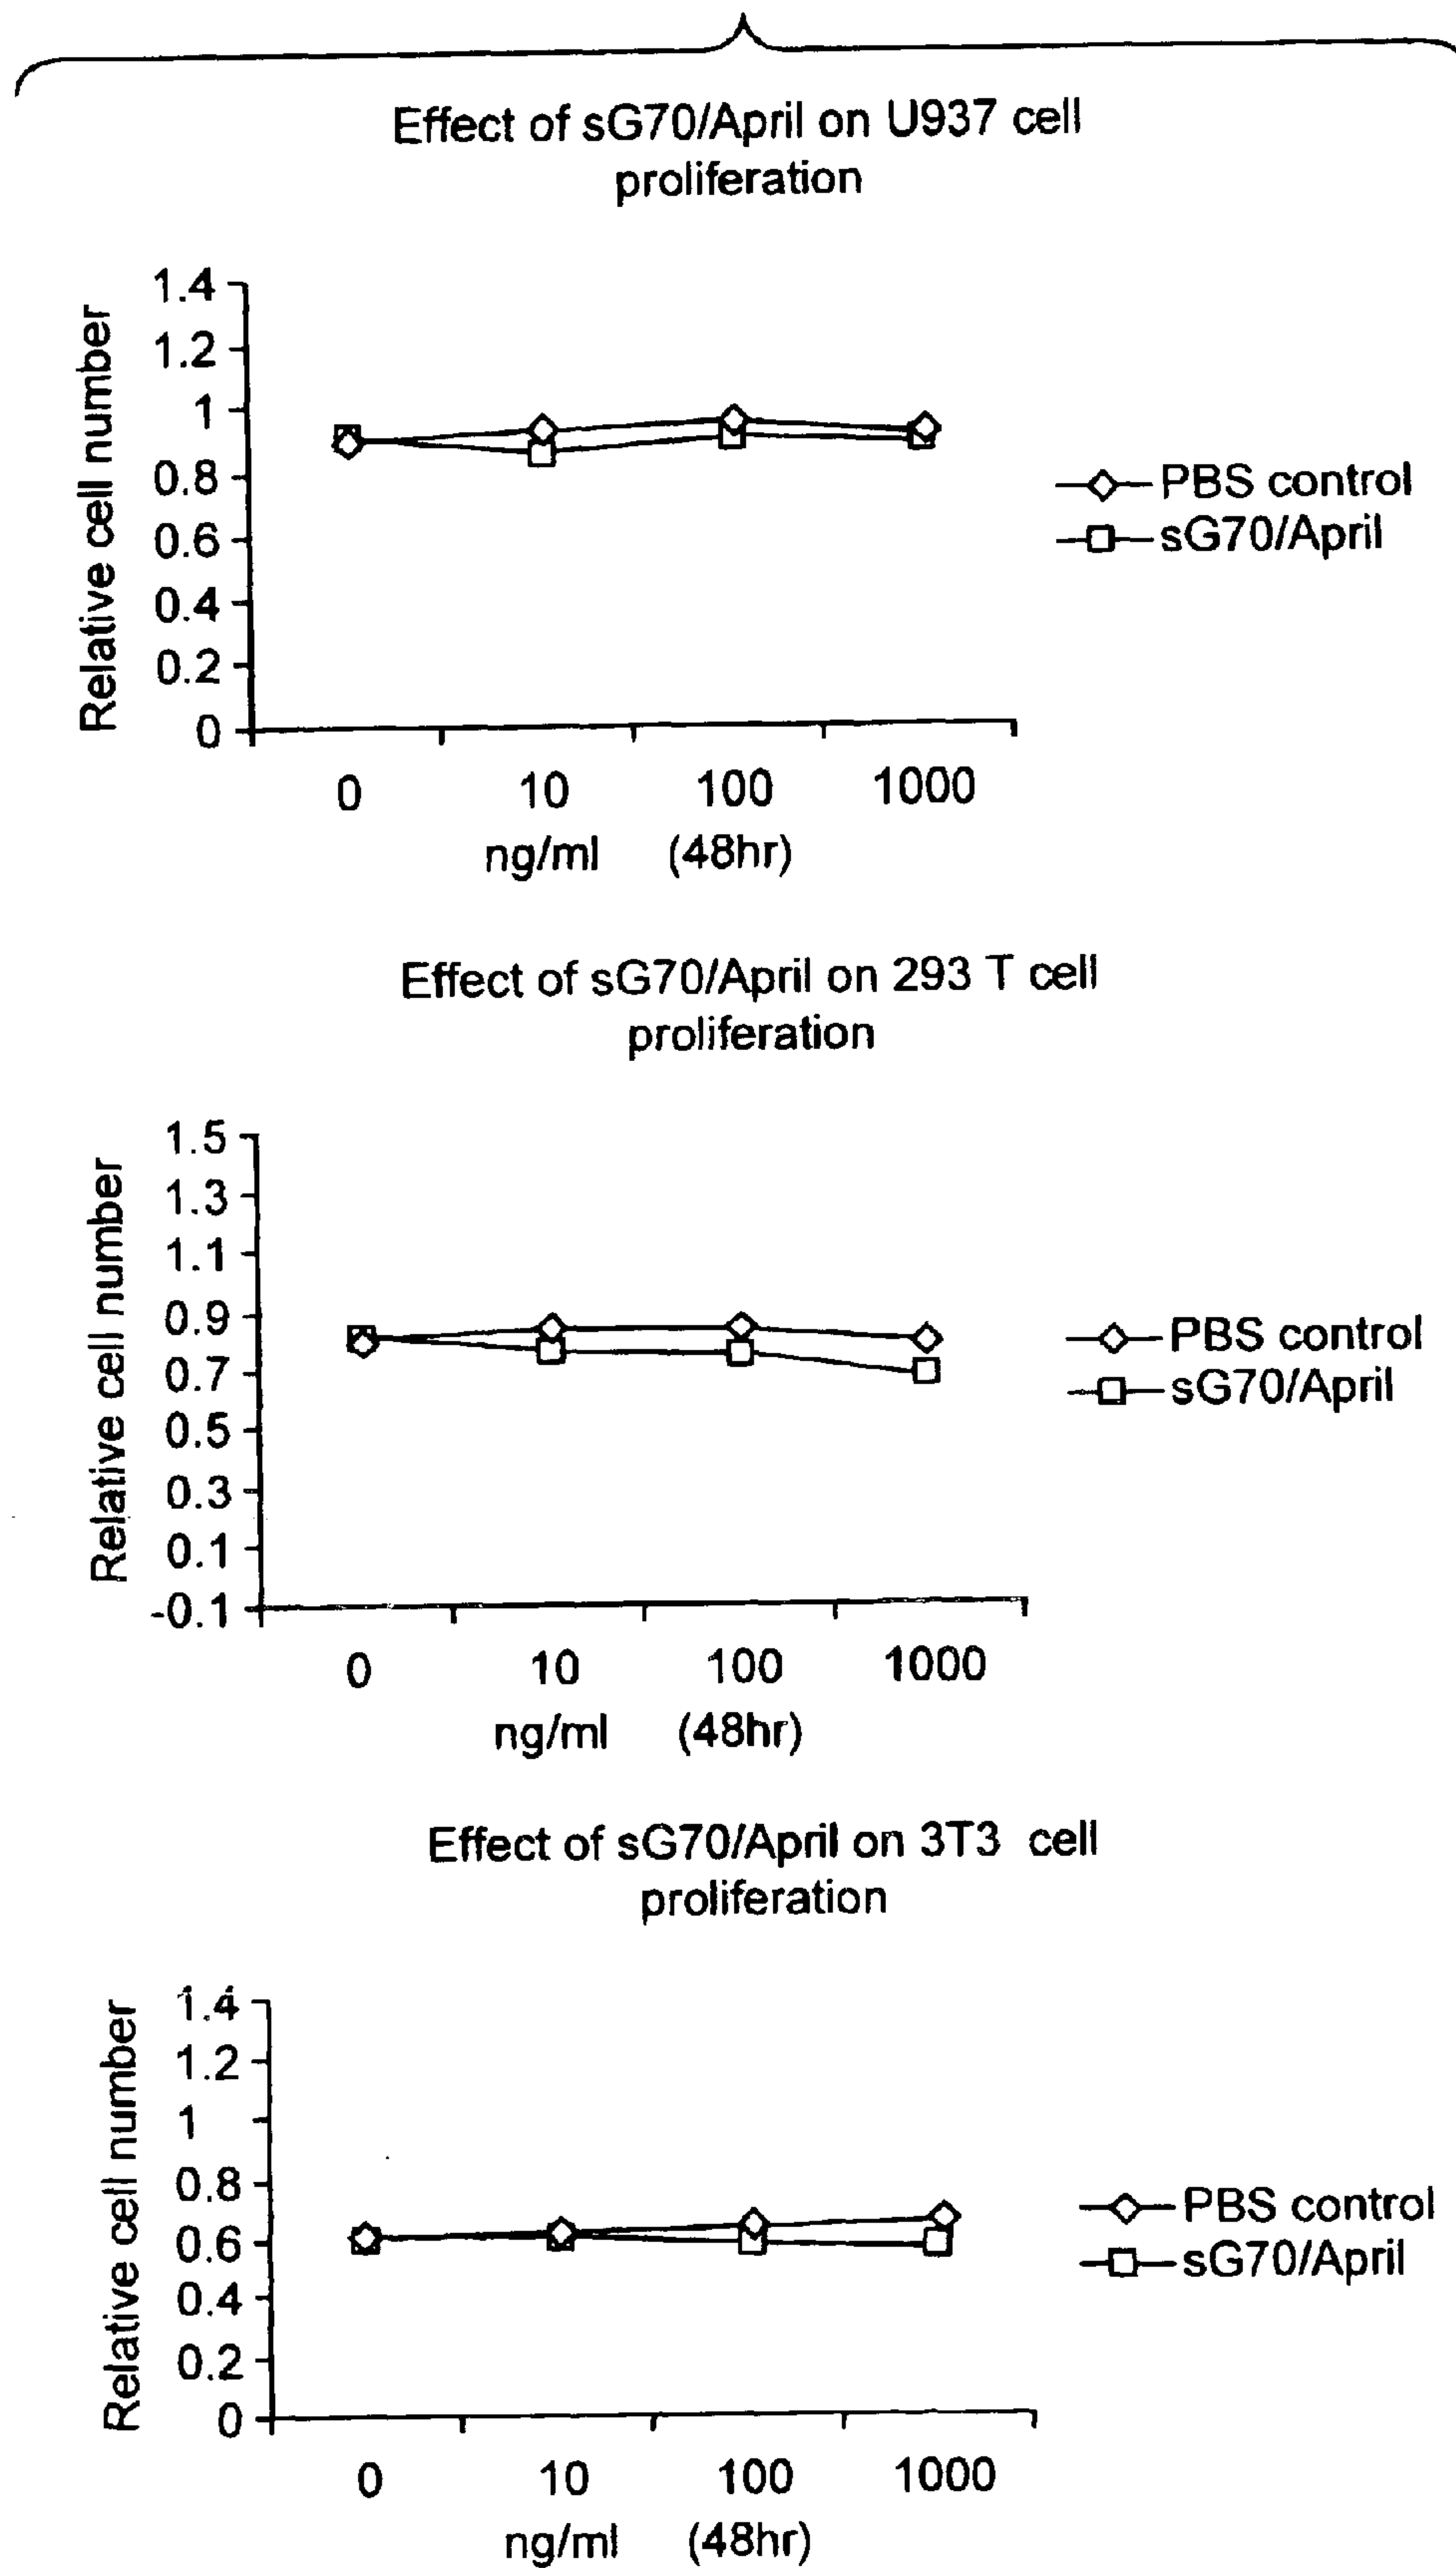 Effect of sG70/April on U937 cell
proliferation
Relative cell number
1.4
1.2
1
0.8
0.6
0.4
0.2
0
0 10 100 1000
ng/ml (48hr)
PBS control
sG70/April
Effect of sG70/April on 293 T cell
proliferation
Relative cell number
1.5
1.3
1.1
0.9
0.7
0.5
0.3
0.1
-0.1
0 10 100 1000
ng/ml (48hr)
PBS control
sG70/April
Effect of sG70/April on 3T3 cell
proliferation
Relative cell number
1.4
1.2
1
0.8
0.6
0.4
0.2
0
0 10 100 1000
ng/ml (48hr)
PBS control
sG70/April